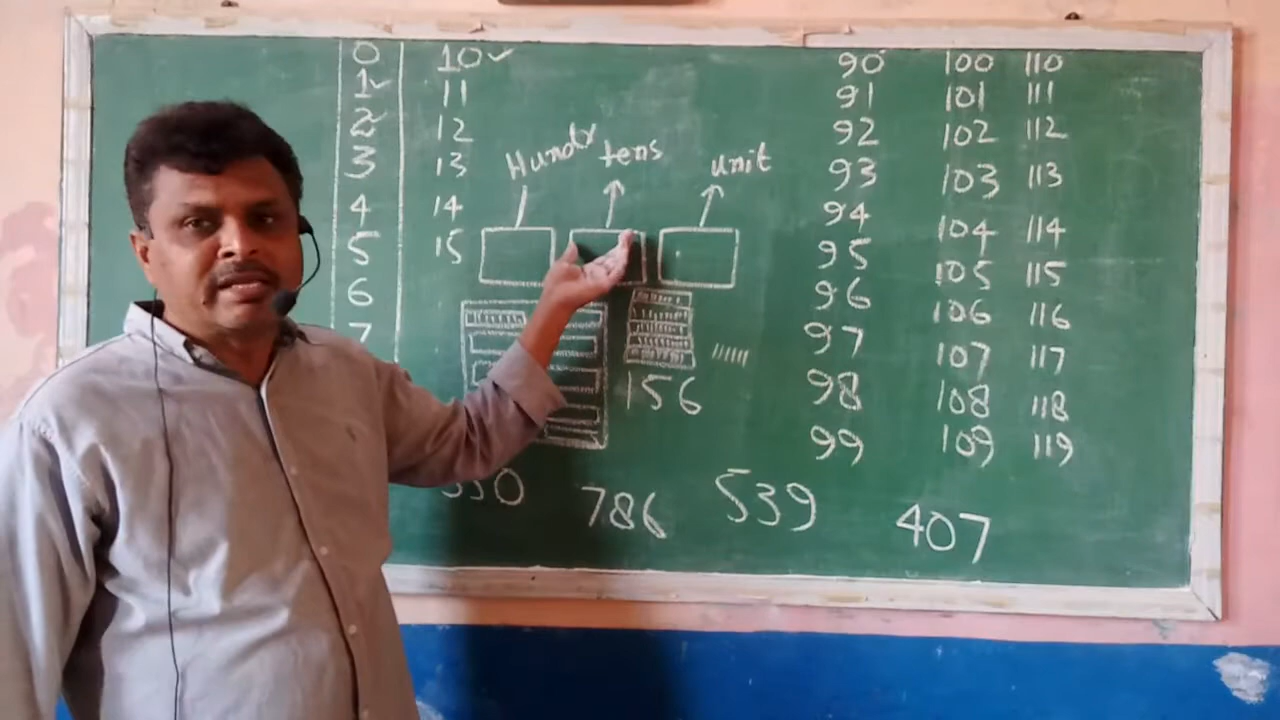 0 10 90 100 110
1 11 91 101 111
2 12 92 102 112
3 13 Hundr tens unit 93 103 113
4 14 94 104 114
5 15 95 105 115
6 96 106 116
7 97 107 117
156 98 108 118
99 109 119
786 539 407